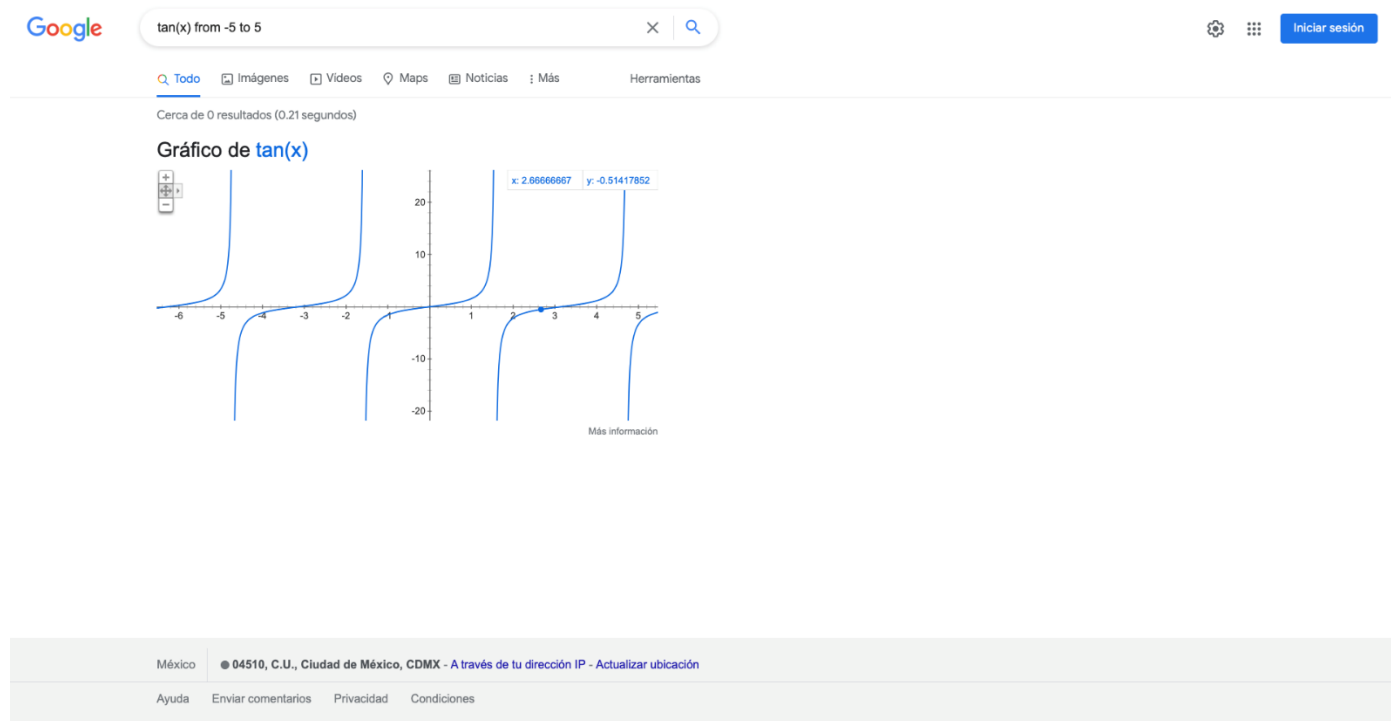 Google
tan(x) from -5 to 5
Iniciar sesión
Todo Imágenes Videos Maps Noticias Más Herramientas
Cerca de 0 resultados (0.21 segundos)
Gráfico de tan(x)
x: 2.66666667 y: -0.51417852
20
10
-6 -5 -4 -3 -2 -1 1 2 3 4 5
-10
-20
Más información
México 04510, C.U., Ciudad de México, CDMX - A través de tu dirección IP - Actualizar ubicación
Ayuda Enviar comentarios Privacidad Condiciones